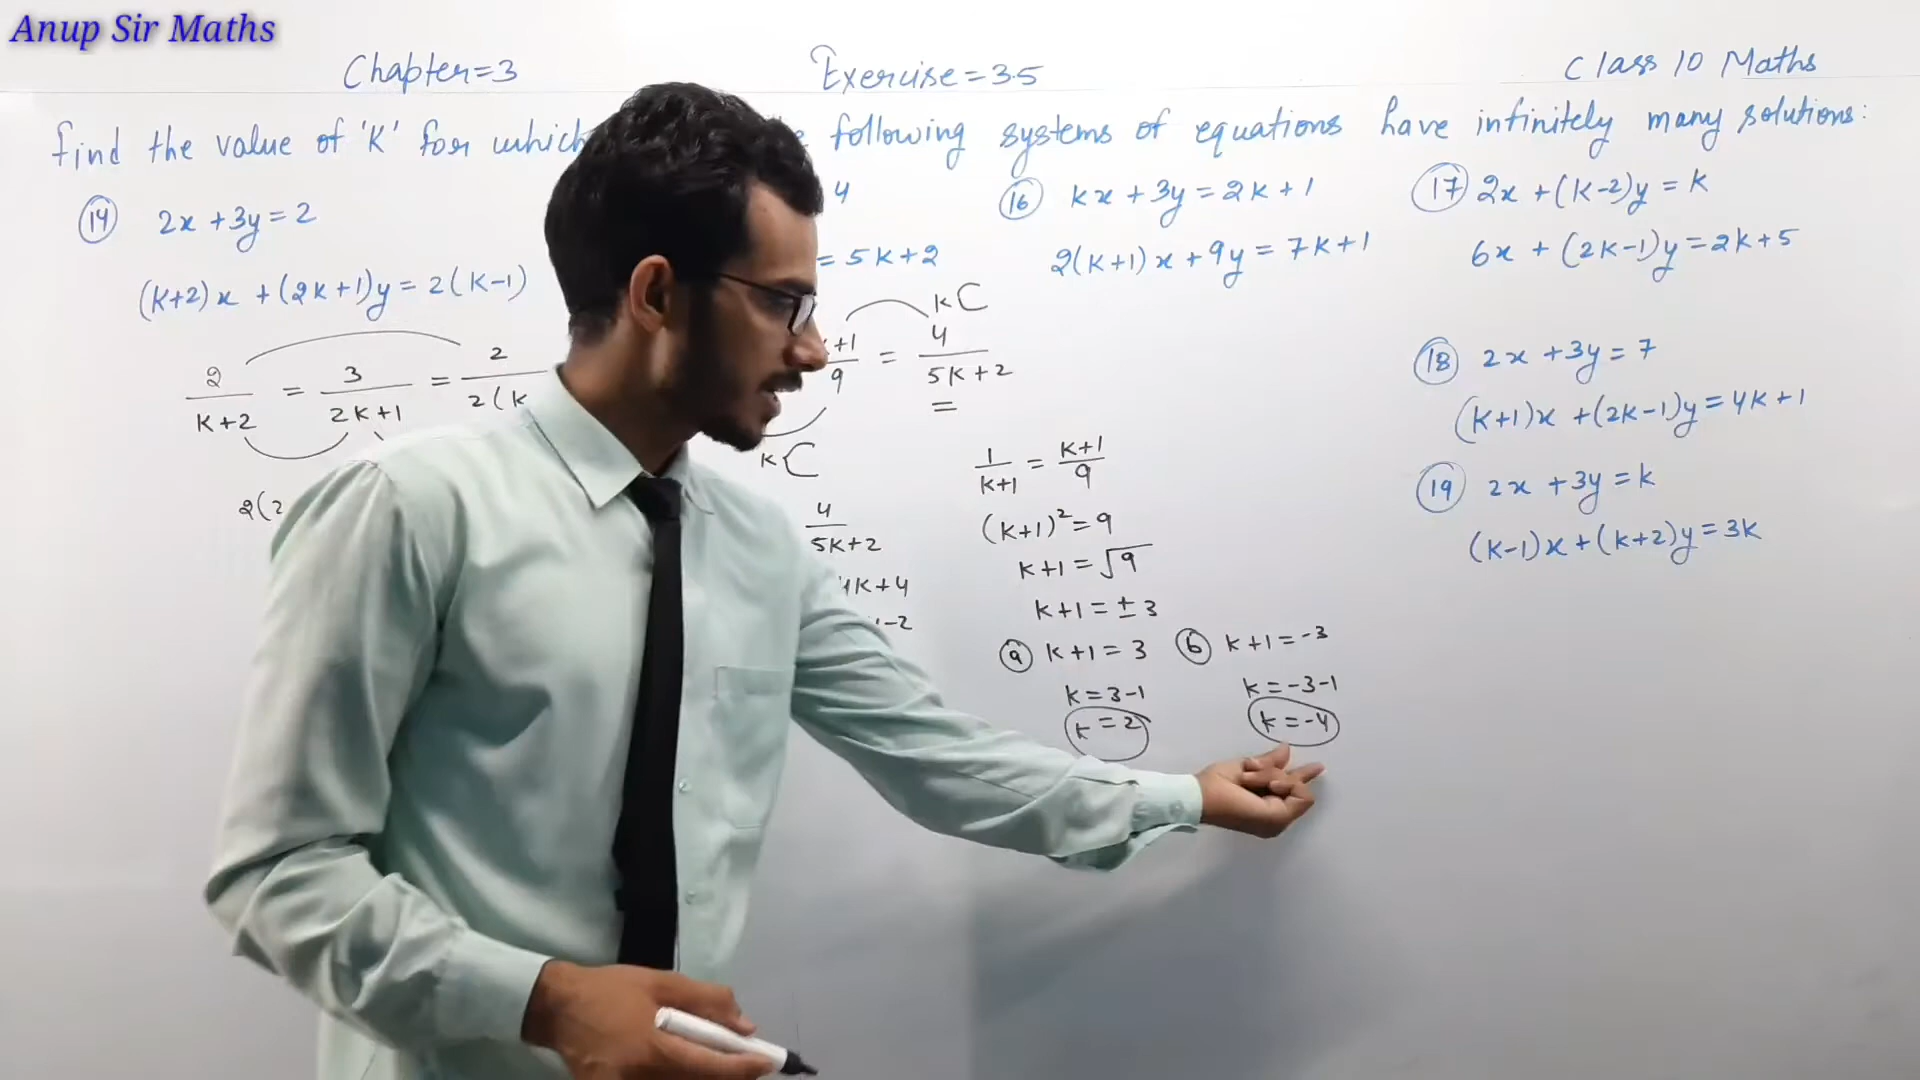 Anup Sir Maths
Chapter=3 Exercise=3.5 Class 10 Maths
find the value of 'K' for which following systems of equations have infinitely many solutions:
14 2x+3y=2
(k+2)x+(2k+1)y=2(k-1)
2/k+2 = 3/2k+1 = 2/2(k
2(2
4
=5k+2
+1/9 = 4/5k+2
k
k
4/5k+2
4k+4
-2
1/k+1 = k+1/9
(k+1)²=9
k+1=√9
k+1=±3
a k+1=3
k=3-1
k=2
b k+1=-3
k=-3-1
k=-4
16 kx+3y=2k+1
2(k+1)x+9y=7k+1
17 2x+(k-2)y=k
6x+(2k-1)y=2k+5
18 2x+3y=7
(k+1)x+(2k-1)y=4k+1
19 2x+3y=k
(k-1)x+(k+2)y=3k